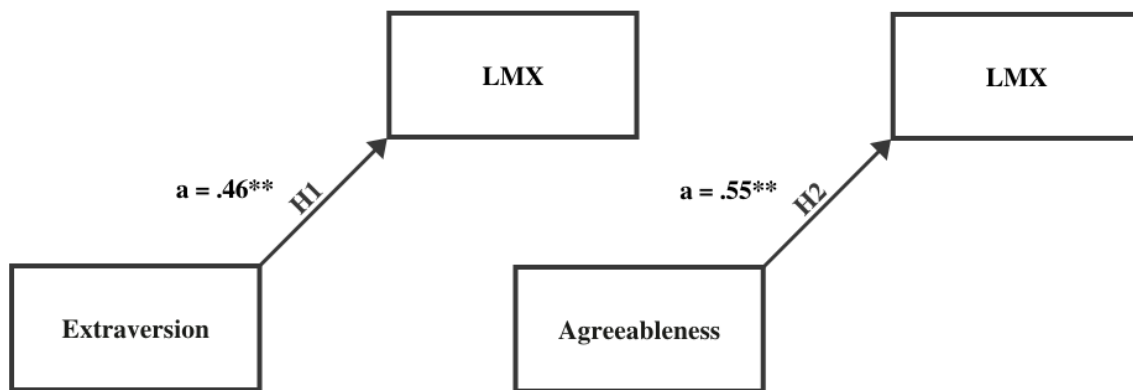 LMX
LMX
a = .46**
H1
a = .55**
H2
Extraversion
Agreeableness